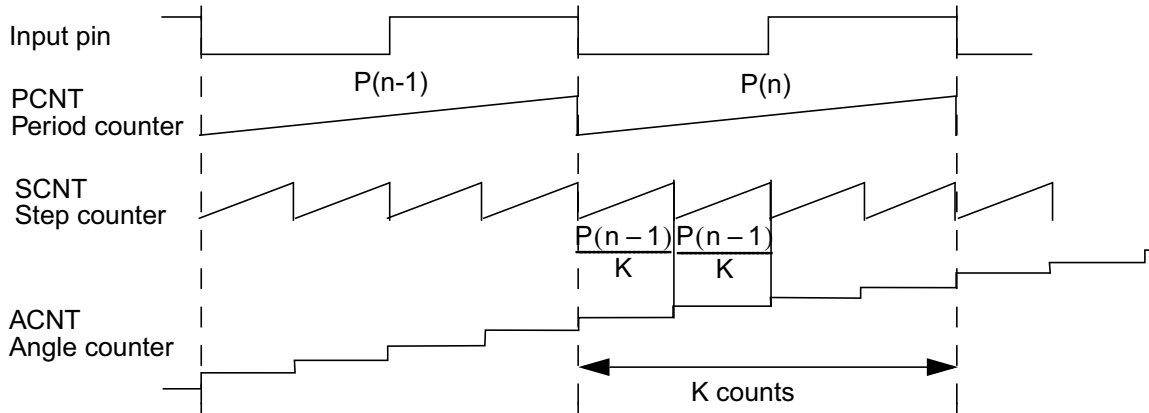 Input pin
P(n-1)
P(n)
PCNT
Period counter
SCNT
Step counter
P(n – 1)
K
P(n – 1)
K
ACNT
Angle counter
K counts